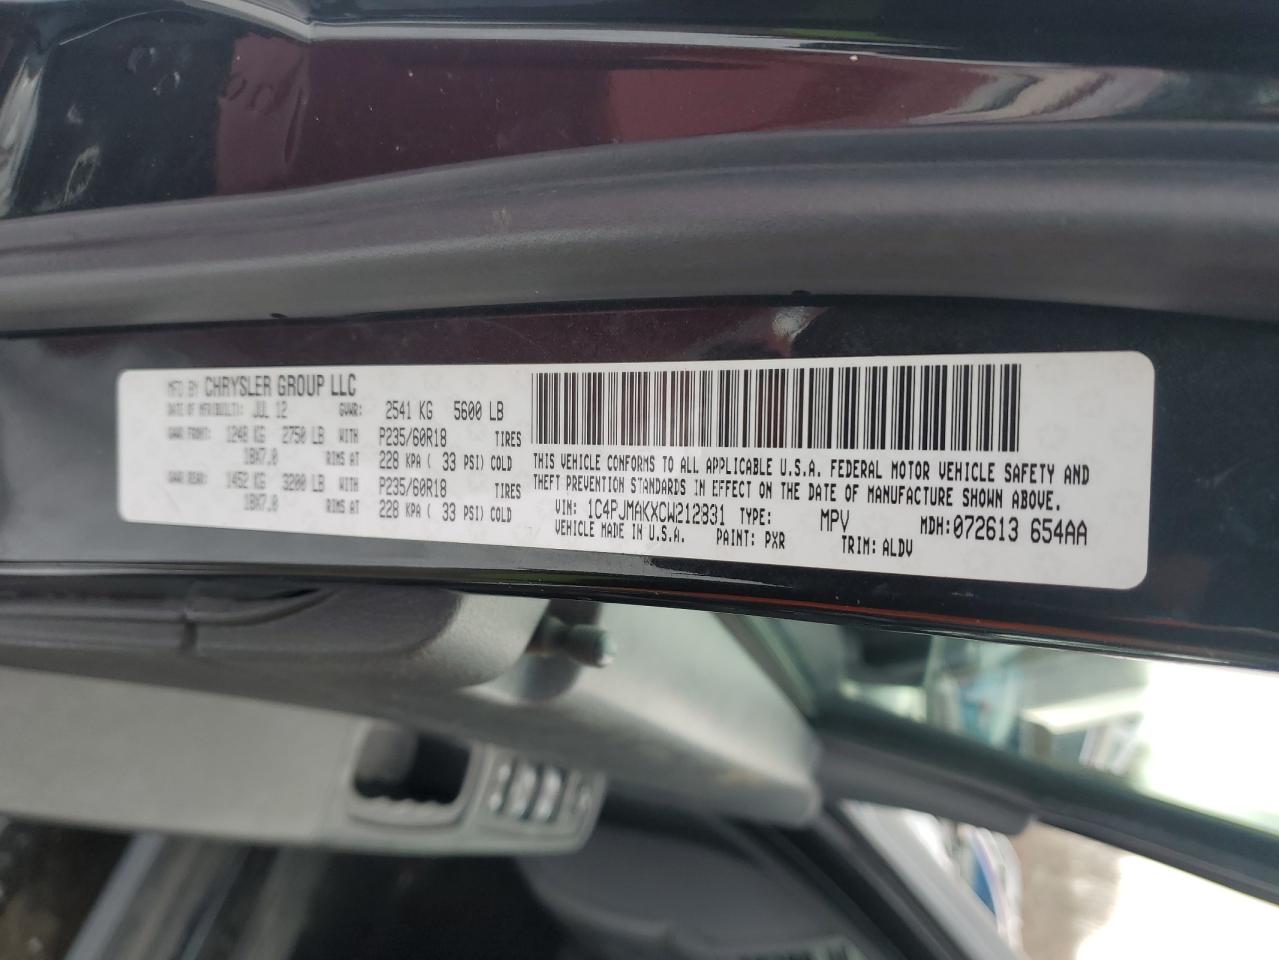 MFD BY CHRYSLER GROUP LLC
DATE OF MFR(BUILT): JUL 12 GVWR: 2541 KG 5600 LB
GAWR FRONT: 1248 KG 2750 LB WITH P235/60R18 TIRES
18X7.0 RIMS AT 228 KPA ( 33 PSI) COLD
GAWR REAR: 1452 KG 3200 LB WITH P235/60R18 TIRES
18X7.0 RIMS AT 228 KPA ( 33 PSI) COLD
THIS VEHICLE CONFORMS TO ALL APPLICABLE U.S.A. FEDERAL MOTOR VEHICLE SAFETY AND
THEFT PREVENTION STANDARDS IN EFFECT ON THE DATE OF MANUFACTURE SHOWN ABOVE.
VIN: 1C4PJMAKXCW212831 TYPE: MPV MDH:072613 654AA
VEHICLE MADE IN U.S.A. PAINT: PXR TRIM: ALDV